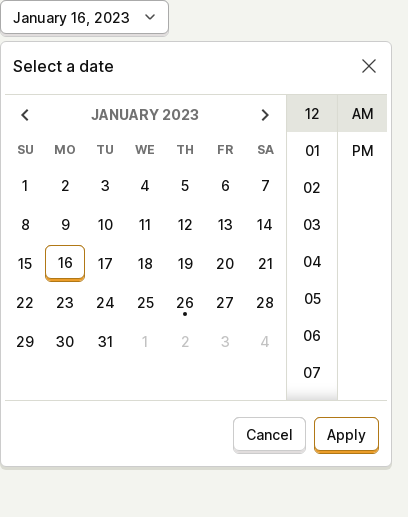 January 16, 2023
Select a date
JANUARY 2023
SU MO TU WE TH FR SA
1 2 3 4 5 6 7
8 9 10 11 12 13 14
15 16 17 18 19 20 21
22 23 24 25 26 27 28
29 30 31 1 2 3 4
12 AM
01 PM
02
03
04
05
06
07
Cancel Apply